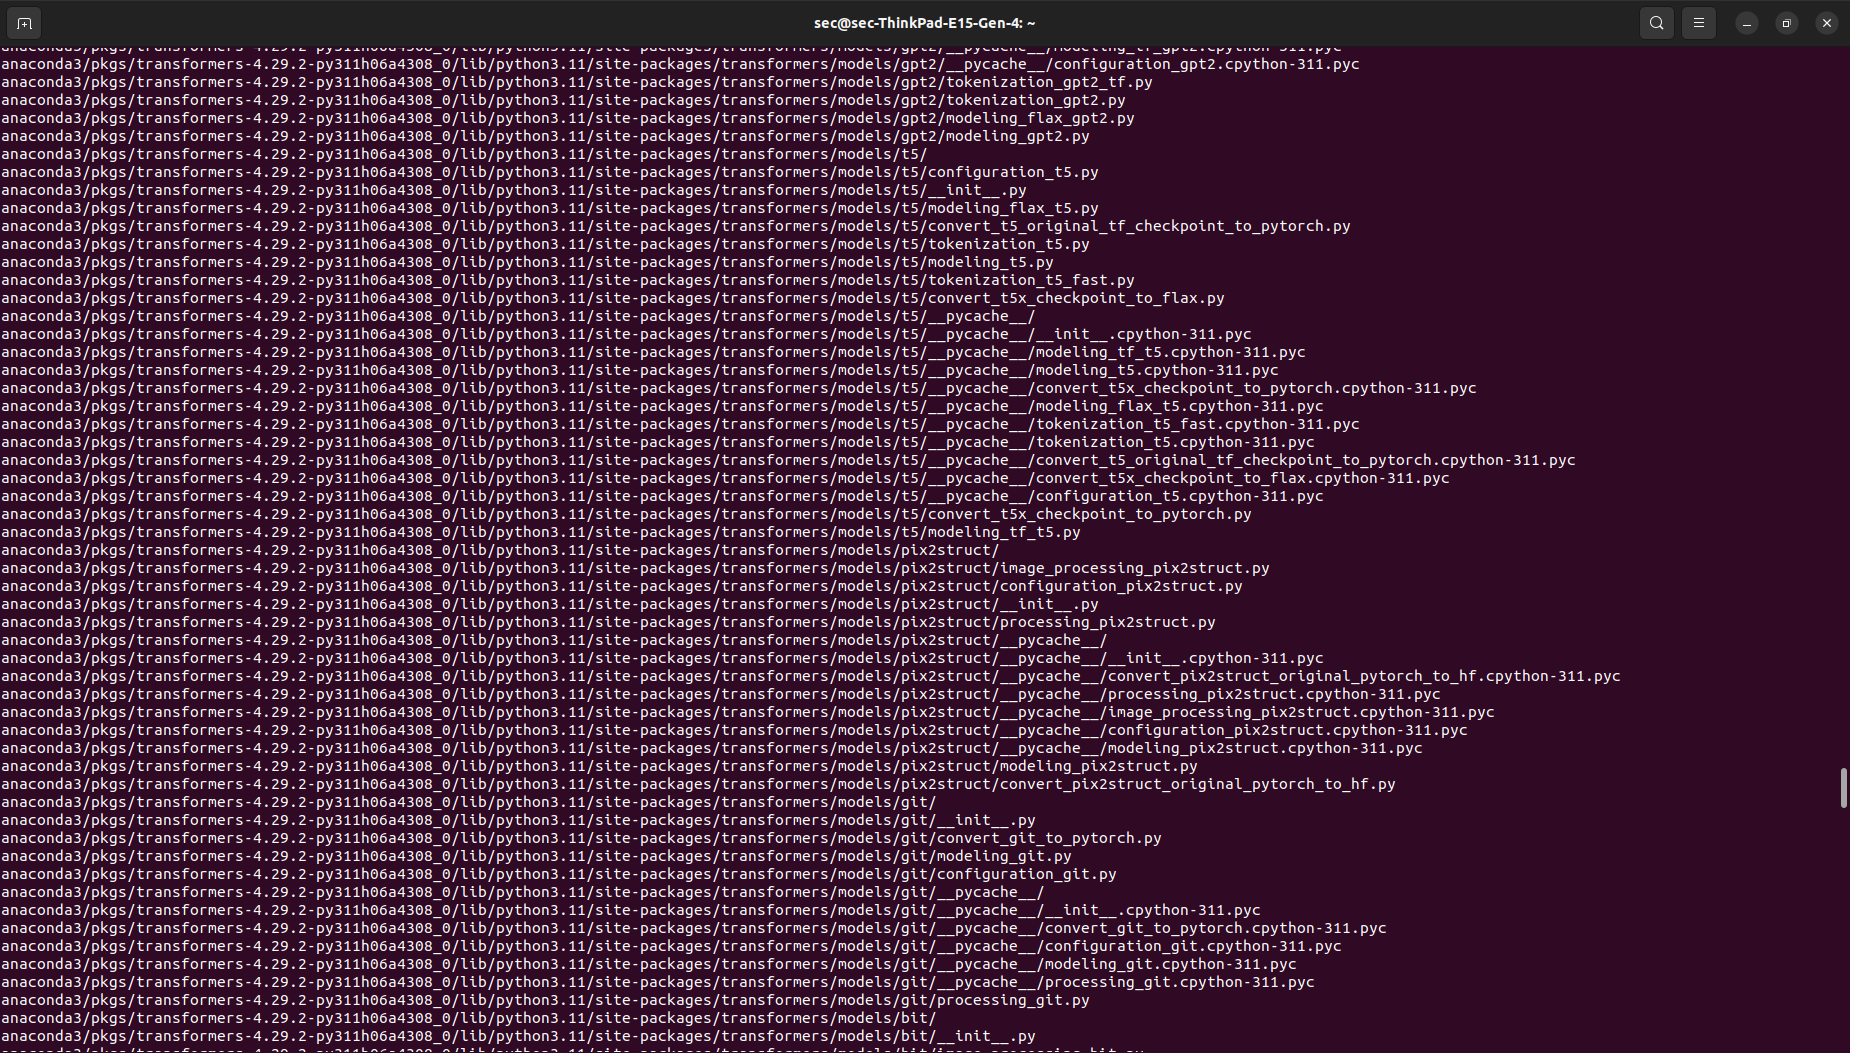 sec@sec-ThinkPad-E15-Gen-4: ~
anaconda3/pkgs/transformers-4.29.2-py311h06a4308_0/lib/python3.11/site-packages/transformers/models/gpt2/__pycache__/modeling_tf_gpt2.cpython-311.pyc
anaconda3/pkgs/transformers-4.29.2-py311h06a4308_0/lib/python3.11/site-packages/transformers/models/gpt2/__pycache__/configuration_gpt2.cpython-311.pyc
anaconda3/pkgs/transformers-4.29.2-py311h06a4308_0/lib/python3.11/site-packages/transformers/models/gpt2/tokenization_gpt2_tf.py
anaconda3/pkgs/transformers-4.29.2-py311h06a4308_0/lib/python3.11/site-packages/transformers/models/gpt2/tokenization_gpt2.py
anaconda3/pkgs/transformers-4.29.2-py311h06a4308_0/lib/python3.11/site-packages/transformers/models/gpt2/modeling_flax_gpt2.py
anaconda3/pkgs/transformers-4.29.2-py311h06a4308_0/lib/python3.11/site-packages/transformers/models/gpt2/modeling_gpt2.py
anaconda3/pkgs/transformers-4.29.2-py311h06a4308_0/lib/python3.11/site-packages/transformers/models/t5/
anaconda3/pkgs/transformers-4.29.2-py311h06a4308_0/lib/python3.11/site-packages/transformers/models/t5/configuration_t5.py
anaconda3/pkgs/transformers-4.29.2-py311h06a4308_0/lib/python3.11/site-packages/transformers/models/t5/__init__.py
anaconda3/pkgs/transformers-4.29.2-py311h06a4308_0/lib/python3.11/site-packages/transformers/models/t5/modeling_flax_t5.py
anaconda3/pkgs/transformers-4.29.2-py311h06a4308_0/lib/python3.11/site-packages/transformers/models/t5/convert_t5_original_tf_checkpoint_to_pytorch.py
anaconda3/pkgs/transformers-4.29.2-py311h06a4308_0/lib/python3.11/site-packages/transformers/models/t5/tokenization_t5.py
anaconda3/pkgs/transformers-4.29.2-py311h06a4308_0/lib/python3.11/site-packages/transformers/models/t5/modeling_t5.py
anaconda3/pkgs/transformers-4.29.2-py311h06a4308_0/lib/python3.11/site-packages/transformers/models/t5/tokenization_t5_fast.py
anaconda3/pkgs/transformers-4.29.2-py311h06a4308_0/lib/python3.11/site-packages/transformers/models/t5/convert_t5x_checkpoint_to_flax.py
anaconda3/pkgs/transformers-4.29.2-py311h06a4308_0/lib/python3.11/site-packages/transformers/models/t5/__pycache__/
anaconda3/pkgs/transformers-4.29.2-py311h06a4308_0/lib/python3.11/site-packages/transformers/models/t5/__pycache__/__init__.cpython-311.pyc
anaconda3/pkgs/transformers-4.29.2-py311h06a4308_0/lib/python3.11/site-packages/transformers/models/t5/__pycache__/modeling_tf_t5.cpython-311.pyc
anaconda3/pkgs/transformers-4.29.2-py311h06a4308_0/lib/python3.11/site-packages/transformers/models/t5/__pycache__/modeling_t5.cpython-311.pyc
anaconda3/pkgs/transformers-4.29.2-py311h06a4308_0/lib/python3.11/site-packages/transformers/models/t5/__pycache__/convert_t5x_checkpoint_to_pytorch.cpython-311.pyc
anaconda3/pkgs/transformers-4.29.2-py311h06a4308_0/lib/python3.11/site-packages/transformers/models/t5/__pycache__/modeling_flax_t5.cpython-311.pyc
anaconda3/pkgs/transformers-4.29.2-py311h06a4308_0/lib/python3.11/site-packages/transformers/models/t5/__pycache__/tokenization_t5_fast.cpython-311.pyc
anaconda3/pkgs/transformers-4.29.2-py311h06a4308_0/lib/python3.11/site-packages/transformers/models/t5/__pycache__/tokenization_t5.cpython-311.pyc
anaconda3/pkgs/transformers-4.29.2-py311h06a4308_0/lib/python3.11/site-packages/transformers/models/t5/__pycache__/convert_t5_original_tf_checkpoint_to_pytorch.cpython-311.pyc
anaconda3/pkgs/transformers-4.29.2-py311h06a4308_0/lib/python3.11/site-packages/transformers/models/t5/__pycache__/convert_t5x_checkpoint_to_flax.cpython-311.pyc
anaconda3/pkgs/transformers-4.29.2-py311h06a4308_0/lib/python3.11/site-packages/transformers/models/t5/__pycache__/configuration_t5.cpython-311.pyc
anaconda3/pkgs/transformers-4.29.2-py311h06a4308_0/lib/python3.11/site-packages/transformers/models/t5/convert_t5x_checkpoint_to_pytorch.py
anaconda3/pkgs/transformers-4.29.2-py311h06a4308_0/lib/python3.11/site-packages/transformers/models/t5/modeling_tf_t5.py
anaconda3/pkgs/transformers-4.29.2-py311h06a4308_0/lib/python3.11/site-packages/transformers/models/pix2struct/
anaconda3/pkgs/transformers-4.29.2-py311h06a4308_0/lib/python3.11/site-packages/transformers/models/pix2struct/image_processing_pix2struct.py
anaconda3/pkgs/transformers-4.29.2-py311h06a4308_0/lib/python3.11/site-packages/transformers/models/pix2struct/configuration_pix2struct.py
anaconda3/pkgs/transformers-4.29.2-py311h06a4308_0/lib/python3.11/site-packages/transformers/models/pix2struct/__init__.py
anaconda3/pkgs/transformers-4.29.2-py311h06a4308_0/lib/python3.11/site-packages/transformers/models/pix2struct/processing_pix2struct.py
anaconda3/pkgs/transformers-4.29.2-py311h06a4308_0/lib/python3.11/site-packages/transformers/models/pix2struct/__pycache__/
anaconda3/pkgs/transformers-4.29.2-py311h06a4308_0/lib/python3.11/site-packages/transformers/models/pix2struct/__pycache__/__init__.cpython-311.pyc
anaconda3/pkgs/transformers-4.29.2-py311h06a4308_0/lib/python3.11/site-packages/transformers/models/pix2struct/__pycache__/convert_pix2struct_original_pytorch_to_hf.cpython-311.pyc
anaconda3/pkgs/transformers-4.29.2-py311h06a4308_0/lib/python3.11/site-packages/transformers/models/pix2struct/__pycache__/processing_pix2struct.cpython-311.pyc
anaconda3/pkgs/transformers-4.29.2-py311h06a4308_0/lib/python3.11/site-packages/transformers/models/pix2struct/__pycache__/image_processing_pix2struct.cpython-311.pyc
anaconda3/pkgs/transformers-4.29.2-py311h06a4308_0/lib/python3.11/site-packages/transformers/models/pix2struct/__pycache__/configuration_pix2struct.cpython-311.pyc
anaconda3/pkgs/transformers-4.29.2-py311h06a4308_0/lib/python3.11/site-packages/transformers/models/pix2struct/__pycache__/modeling_pix2struct.cpython-311.pyc
anaconda3/pkgs/transformers-4.29.2-py311h06a4308_0/lib/python3.11/site-packages/transformers/models/pix2struct/modeling_pix2struct.py
anaconda3/pkgs/transformers-4.29.2-py311h06a4308_0/lib/python3.11/site-packages/transformers/models/pix2struct/convert_pix2struct_original_pytorch_to_hf.py
anaconda3/pkgs/transformers-4.29.2-py311h06a4308_0/lib/python3.11/site-packages/transformers/models/git/
anaconda3/pkgs/transformers-4.29.2-py311h06a4308_0/lib/python3.11/site-packages/transformers/models/git/__init__.py
anaconda3/pkgs/transformers-4.29.2-py311h06a4308_0/lib/python3.11/site-packages/transformers/models/git/convert_git_to_pytorch.py
anaconda3/pkgs/transformers-4.29.2-py311h06a4308_0/lib/python3.11/site-packages/transformers/models/git/modeling_git.py
anaconda3/pkgs/transformers-4.29.2-py311h06a4308_0/lib/python3.11/site-packages/transformers/models/git/configuration_git.py
anaconda3/pkgs/transformers-4.29.2-py311h06a4308_0/lib/python3.11/site-packages/transformers/models/git/__pycache__/
anaconda3/pkgs/transformers-4.29.2-py311h06a4308_0/lib/python3.11/site-packages/transformers/models/git/__pycache__/__init__.cpython-311.pyc
anaconda3/pkgs/transformers-4.29.2-py311h06a4308_0/lib/python3.11/site-packages/transformers/models/git/__pycache__/convert_git_to_pytorch.cpython-311.pyc
anaconda3/pkgs/transformers-4.29.2-py311h06a4308_0/lib/python3.11/site-packages/transformers/models/git/__pycache__/configuration_git.cpython-311.pyc
anaconda3/pkgs/transformers-4.29.2-py311h06a4308_0/lib/python3.11/site-packages/transformers/models/git/__pycache__/modeling_git.cpython-311.pyc
anaconda3/pkgs/transformers-4.29.2-py311h06a4308_0/lib/python3.11/site-packages/transformers/models/git/__pycache__/processing_git.cpython-311.pyc
anaconda3/pkgs/transformers-4.29.2-py311h06a4308_0/lib/python3.11/site-packages/transformers/models/git/processing_git.py
anaconda3/pkgs/transformers-4.29.2-py311h06a4308_0/lib/python3.11/site-packages/transformers/models/bit/
anaconda3/pkgs/transformers-4.29.2-py311h06a4308_0/lib/python3.11/site-packages/transformers/models/bit/__init__.py